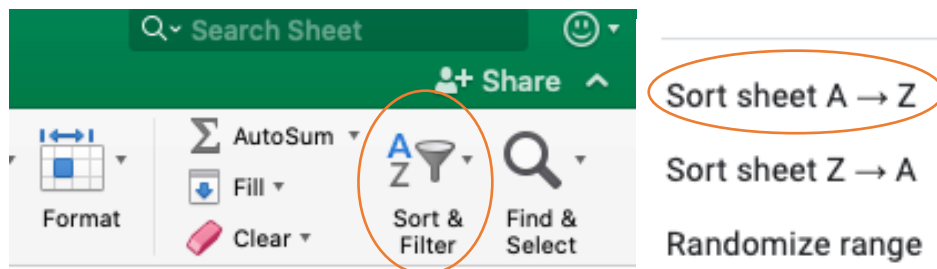 Search Sheet
Share
AutoSum
Fill
Clear
Format
A
Z
Sort &
Filter
Find &
Select
Sort sheet A → Z
Sort sheet Z → A
Randomize range